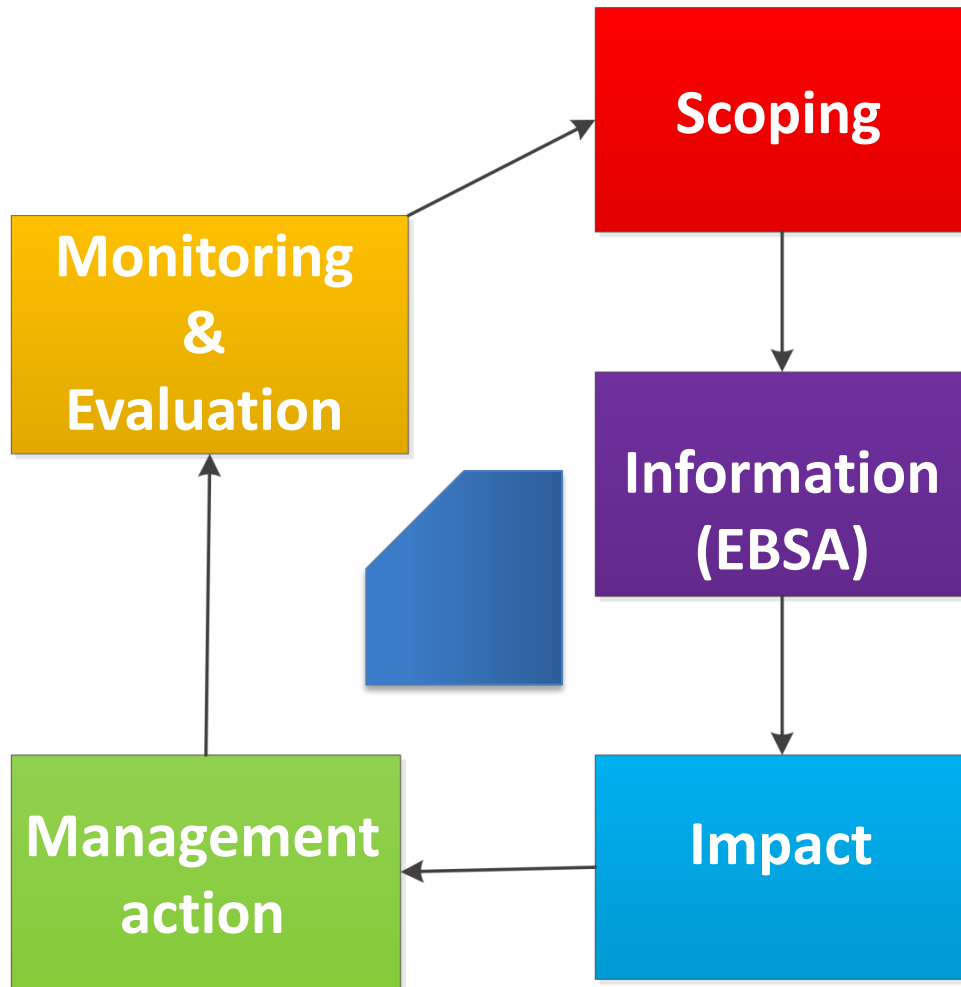 Scoping
Monitoring
&
Evaluation
Information
(EBSA)
Management
action
Impact